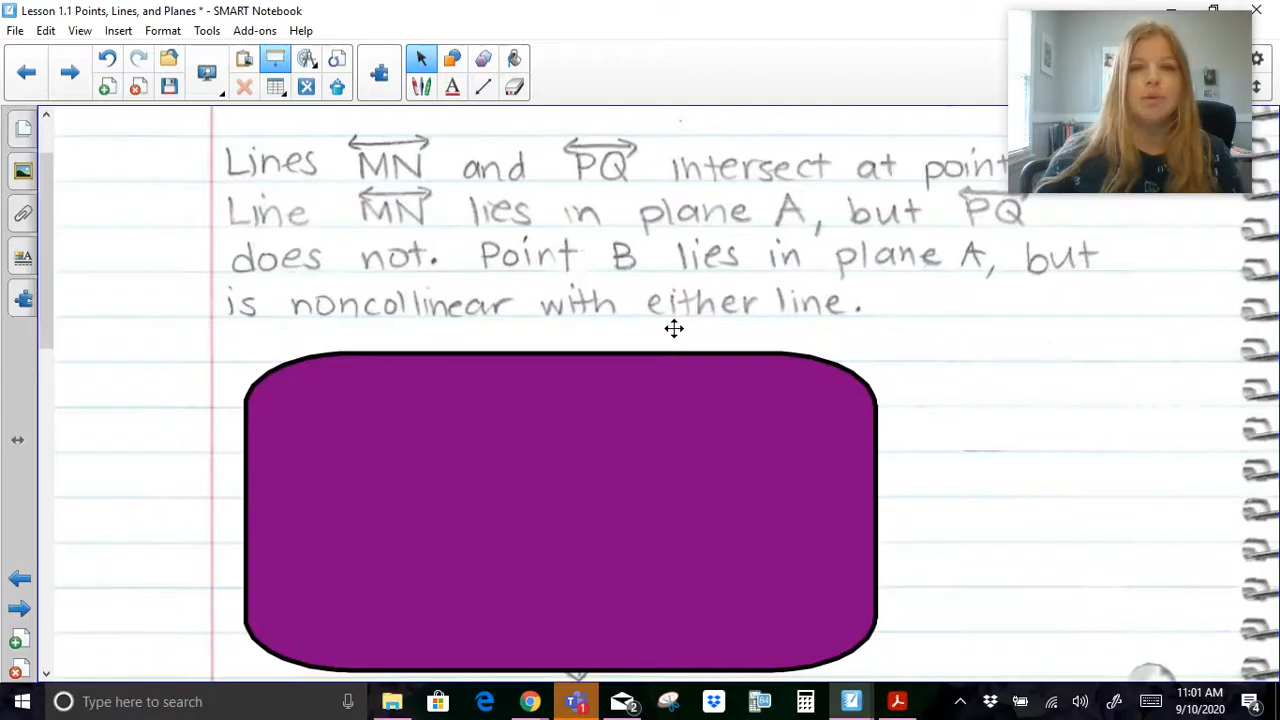 Lesson 1.1 Points, Lines, and Planes * - SMART Notebook
File Edit View Insert Format Tools Add-ons Help
Lines MN and PQ intersect at point
Line MN lies in plane A, but PQ
does not. Point B lies in plane A, but
is noncollinear with either line.
Type here to search
11:01 AM
9/10/2020